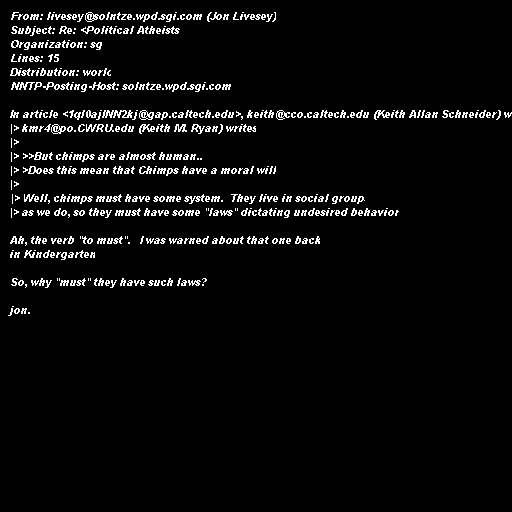 From: livesey@solntze.wpd.sgi.com (Jon Livesey)
Subject: Re: <Political Atheists
Organization: sg
Lines: 15
Distribution: world
NNTP-Posting-Host: solntze.wpd.sgi.com
In article <1ql0ajINN2kj@gap.caltech.edu>, keith@cco.caltech.edu (Keith Allan Schneider) w
|> kmr4@po.CWRU.edu (Keith M. Ryan) writes
|>
|> >>But chimps are almost human..
|> >Does this mean that Chimps have a moral will
|>
|> Well, chimps must have some system.  They live in social group
|> as we do, so they must have some "laws" dictating undesired behavior
Ah, the verb "to must".   I was warned about that one back
in Kindergarten
So, why "must" they have such laws?
jon.